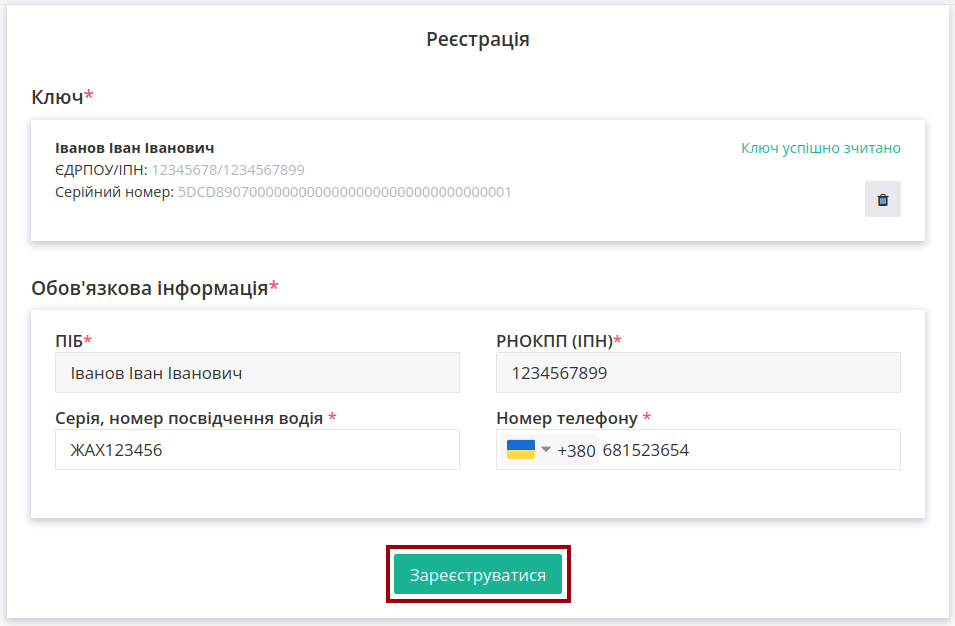 Реєстрація
Ключ*
Іванов Іван Іванович
Ключ успішно зчитано
ЄДРПОУ/ІПН: 12345678/1234567899
Серійний номер: 5DCD89070000000000000000000000000000000001
Обов'язкова інформація*
ПІБ*
РНОКПП (ІПН)*
Іванов Іван Іванович
1234567899
Серія, номер посвідчення водія *
Номер телефону *
ЖАХ123456
+380 681523654
Зареєструватися